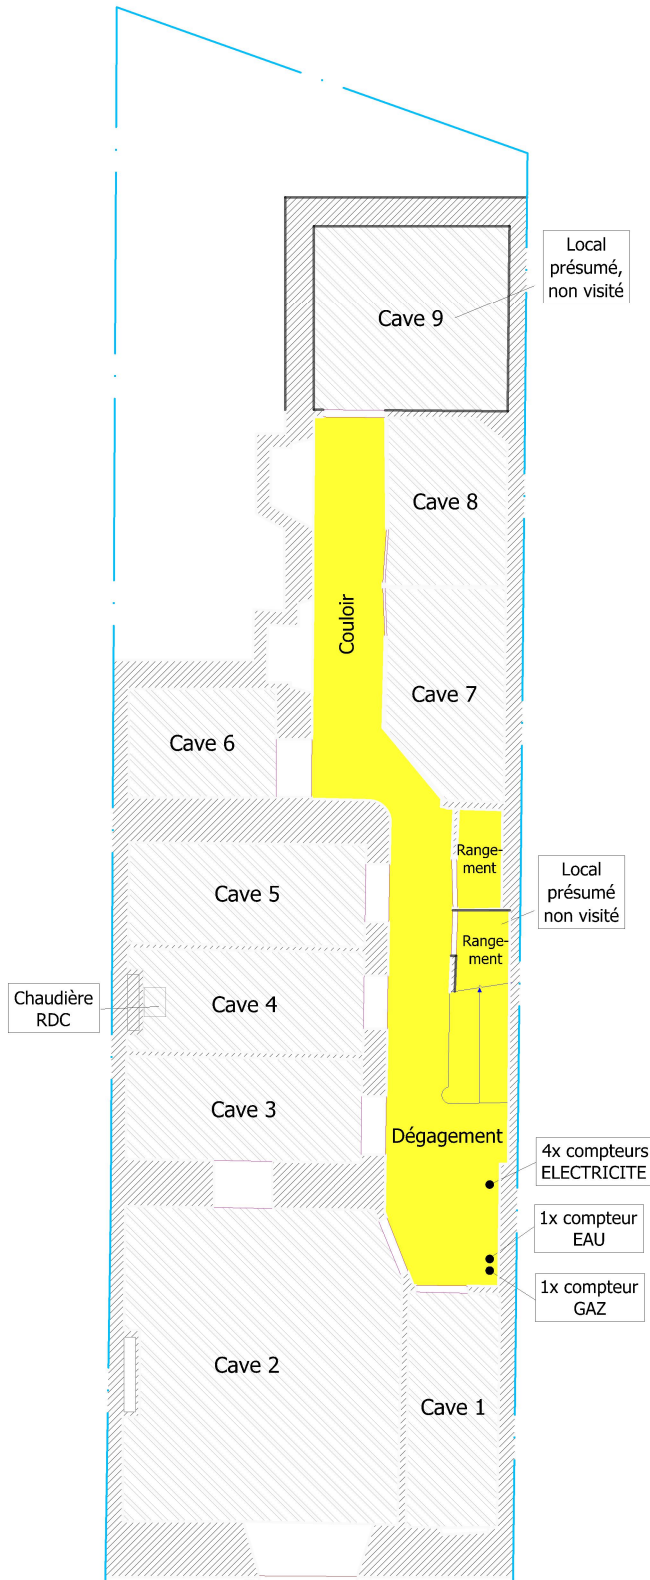 Local
présumé,
non visité
Cave 9
Cave 8
Couloir
Cave 7
Cave 6
Range-
ment
Cave 5
Local
présumé
non visité
Range-
ment
Chaudière
RDC
Cave 4
Cave 3
Dégagement
4x compteurs
ELECTRICITE
1x compteur
EAU
1x compteur
GAZ
Cave 2
Cave 1